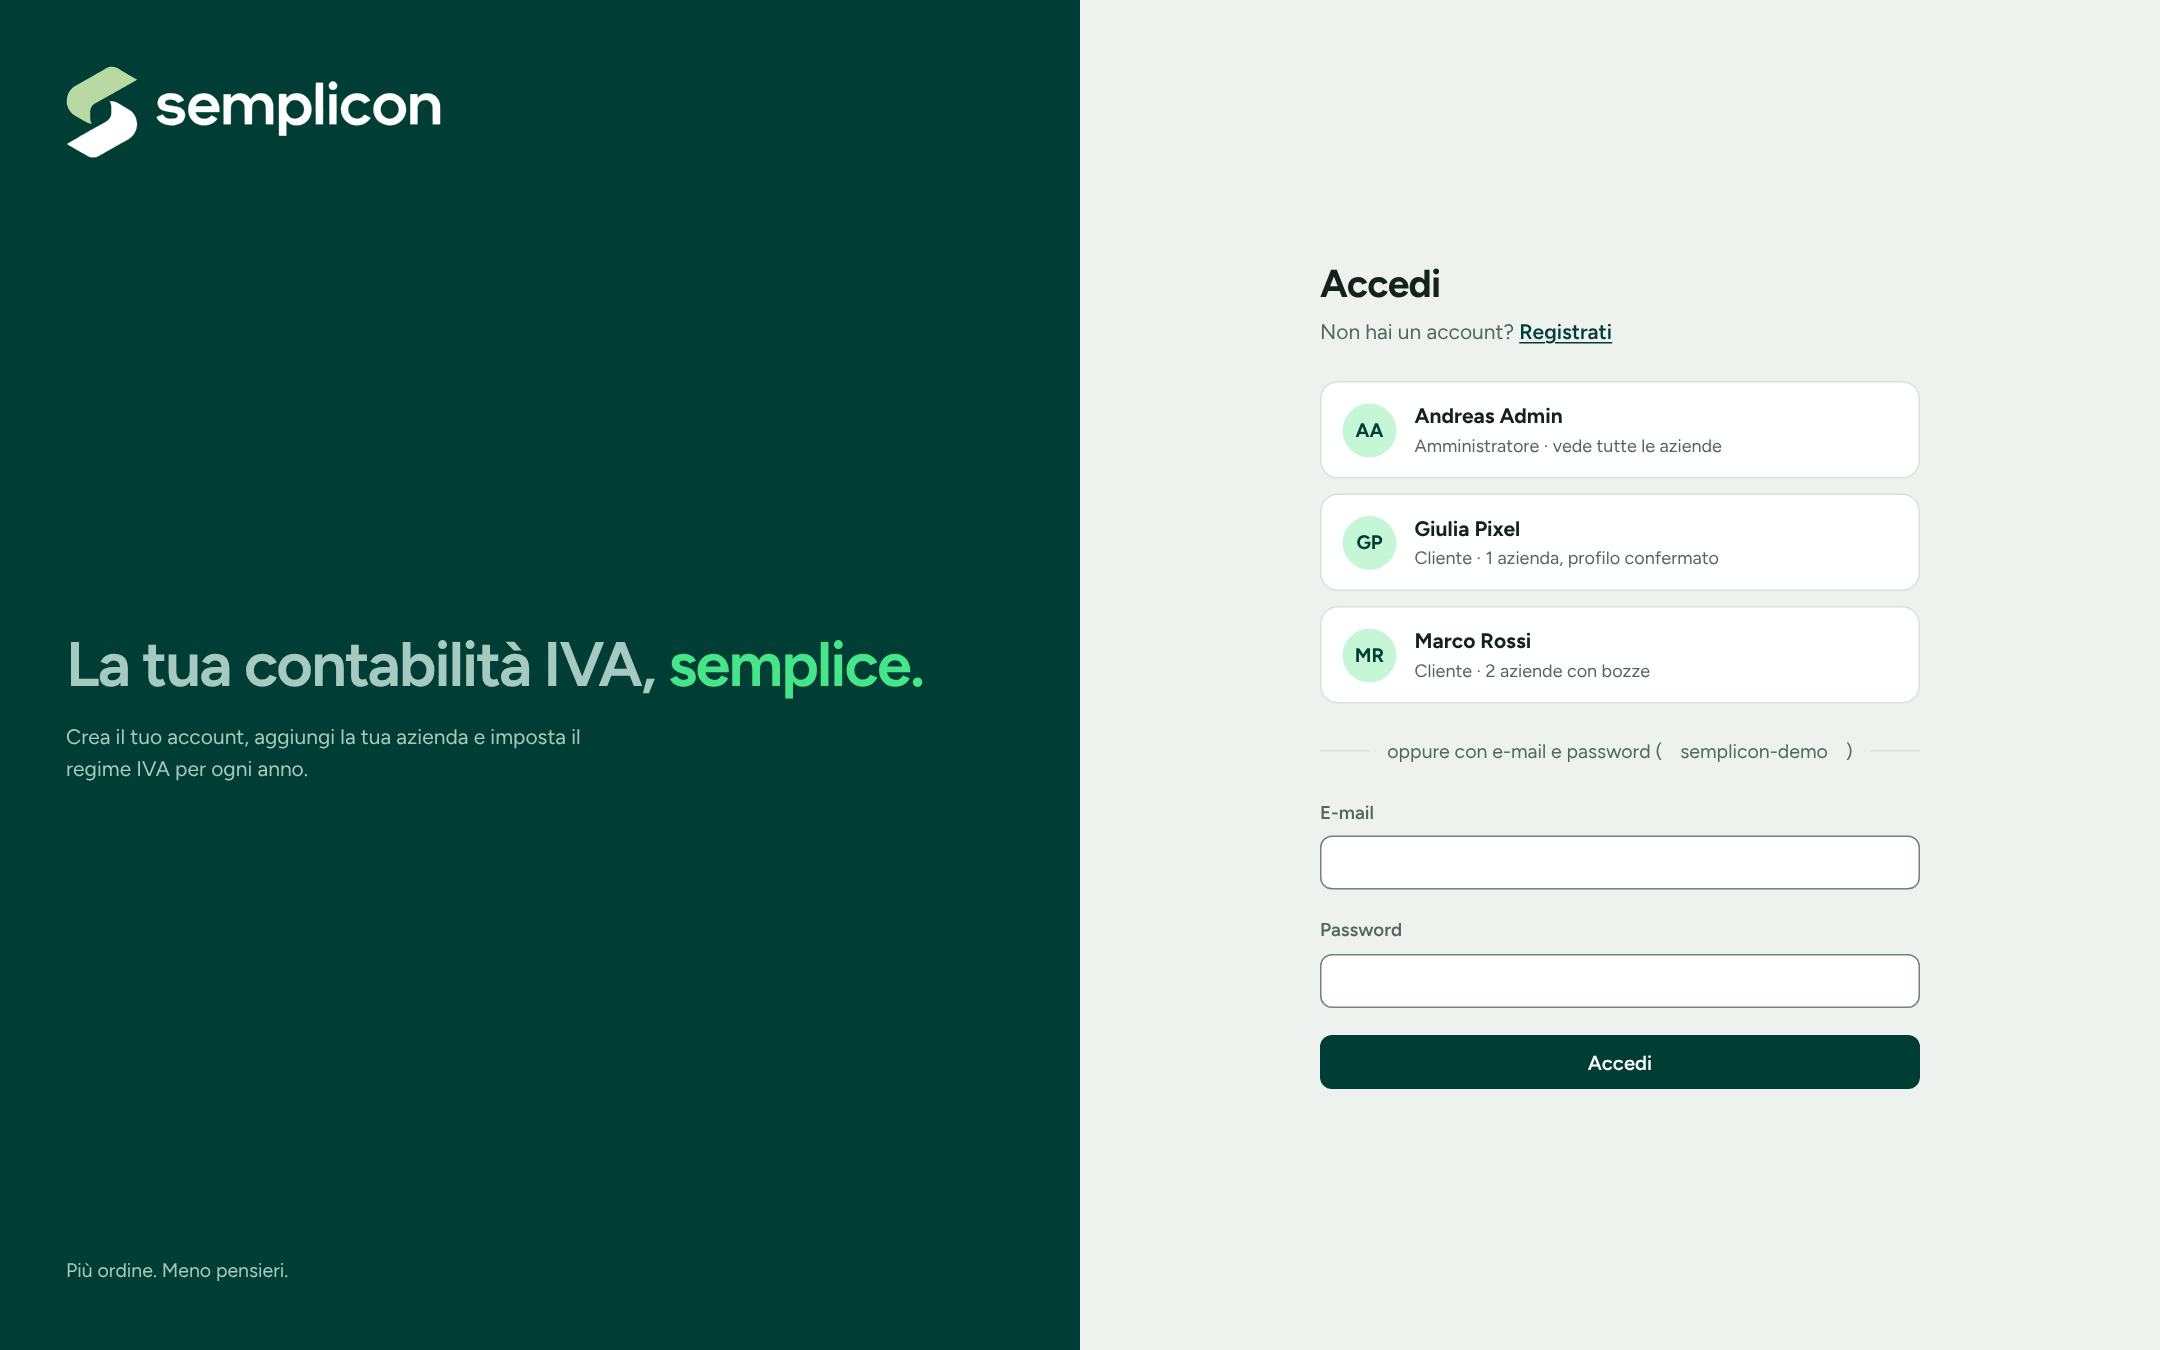 semplicon
La tua contabilità IVA, semplice.
Crea il tuo account, aggiungi la tua azienda e imposta il
regime IVA per ogni anno.
Più ordine. Meno pensieri.
Accedi
Non hai un account? Registrati
AA
Andreas Admin
Amministratore · vede tutte le aziende
GP
Giulia Pixel
Cliente · 1 azienda, profilo confermato
MR
Marco Rossi
Cliente · 2 aziende con bozze
oppure con e-mail e password ( semplicon-demo )
E-mail
Password
Accedi